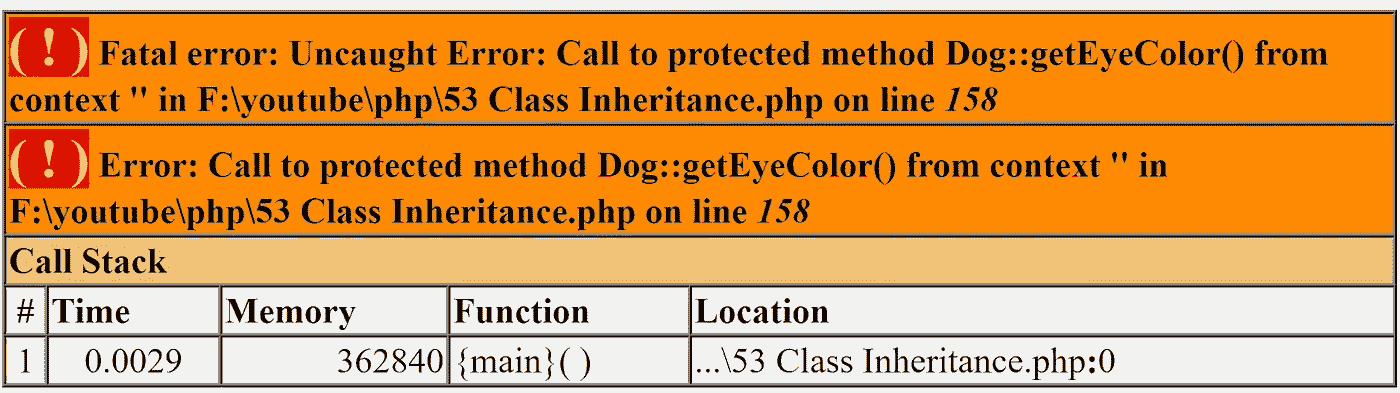 ( ! ) Fatal error: Uncaught Error: Call to protected method Dog::getEyeColor() from
context '' in F:\youtube\php\53 Class Inheritance.php on line 158
( ! ) Error: Call to protected method Dog::getEyeColor() from context '' in
F:\youtube\php\53 Class Inheritance.php on line 158
Call Stack
# Time Memory Function Location
1 0.0029 362840 {main}( ) ...\53 Class Inheritance.php:0